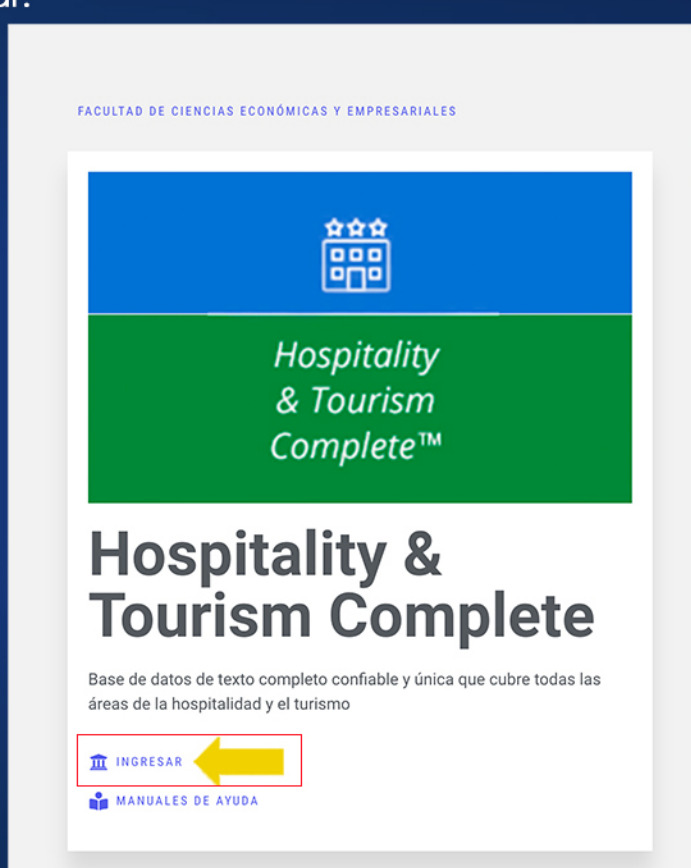 FACULTAD DE CIENCIAS ECONÓMICAS Y EMPRESARIALES
Hospitality
& Tourism
Complete™
Hospitality &
Tourism Complete
Base de datos de texto completo confiable y única que cubre todas las
áreas de la hospitalidad y el turismo
INGRESAR
MANUALES DE AYUDA